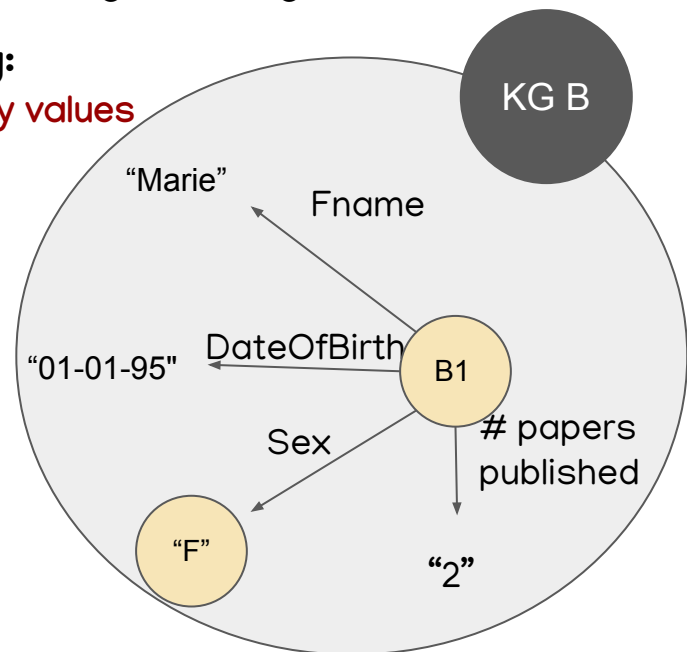 KG B
y values
“Marie”
Fname
“01-01-95"
DateOfBirth
B1
# papers
published
Sex
“F”
“2”